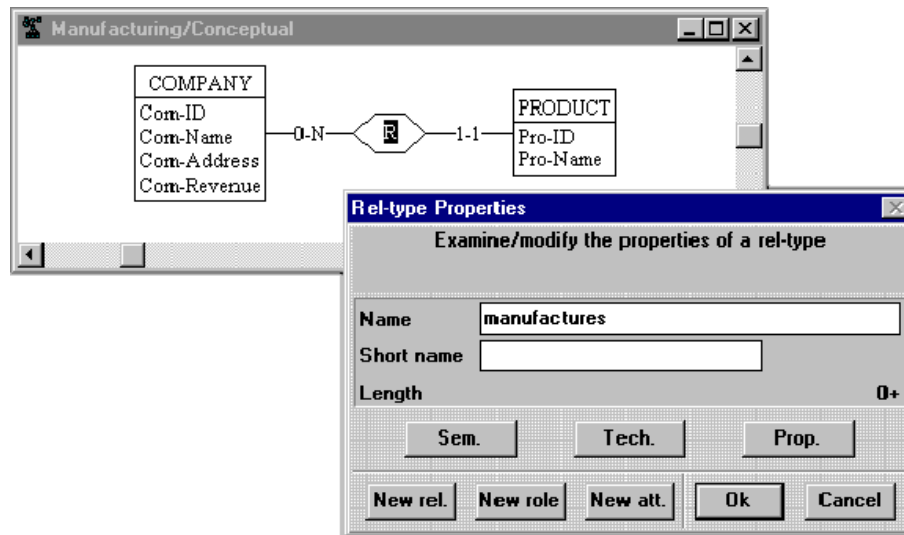 Manufacturing/Conceptual
COMPANY
Com-ID
Com-Name
Com-Address
Com-Revenue
0-N
R
1-1
PRODUCT
Pro-ID
Pro-Name
Rel-type Properties
Examine/modify the properties of a rel-type
Name manufactures
Short name
Length 0+
Sem. Tech. Prop.
New rel. New role New att. Ok Cancel